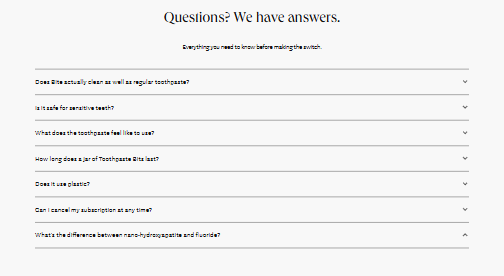 Questions? We have answers.
Everything you need to know before making the switch.
Does Bite actually clean as well as regular toothpaste?
Is it safe for sensitive teeth?
What does the toothpaste feel like to use?
How long does a jar of Toothpaste Bits last?
Does it use plastic?
Can I cancel my subscription at any time?
What's the difference between nano-hydroxyapatite and fluoride?